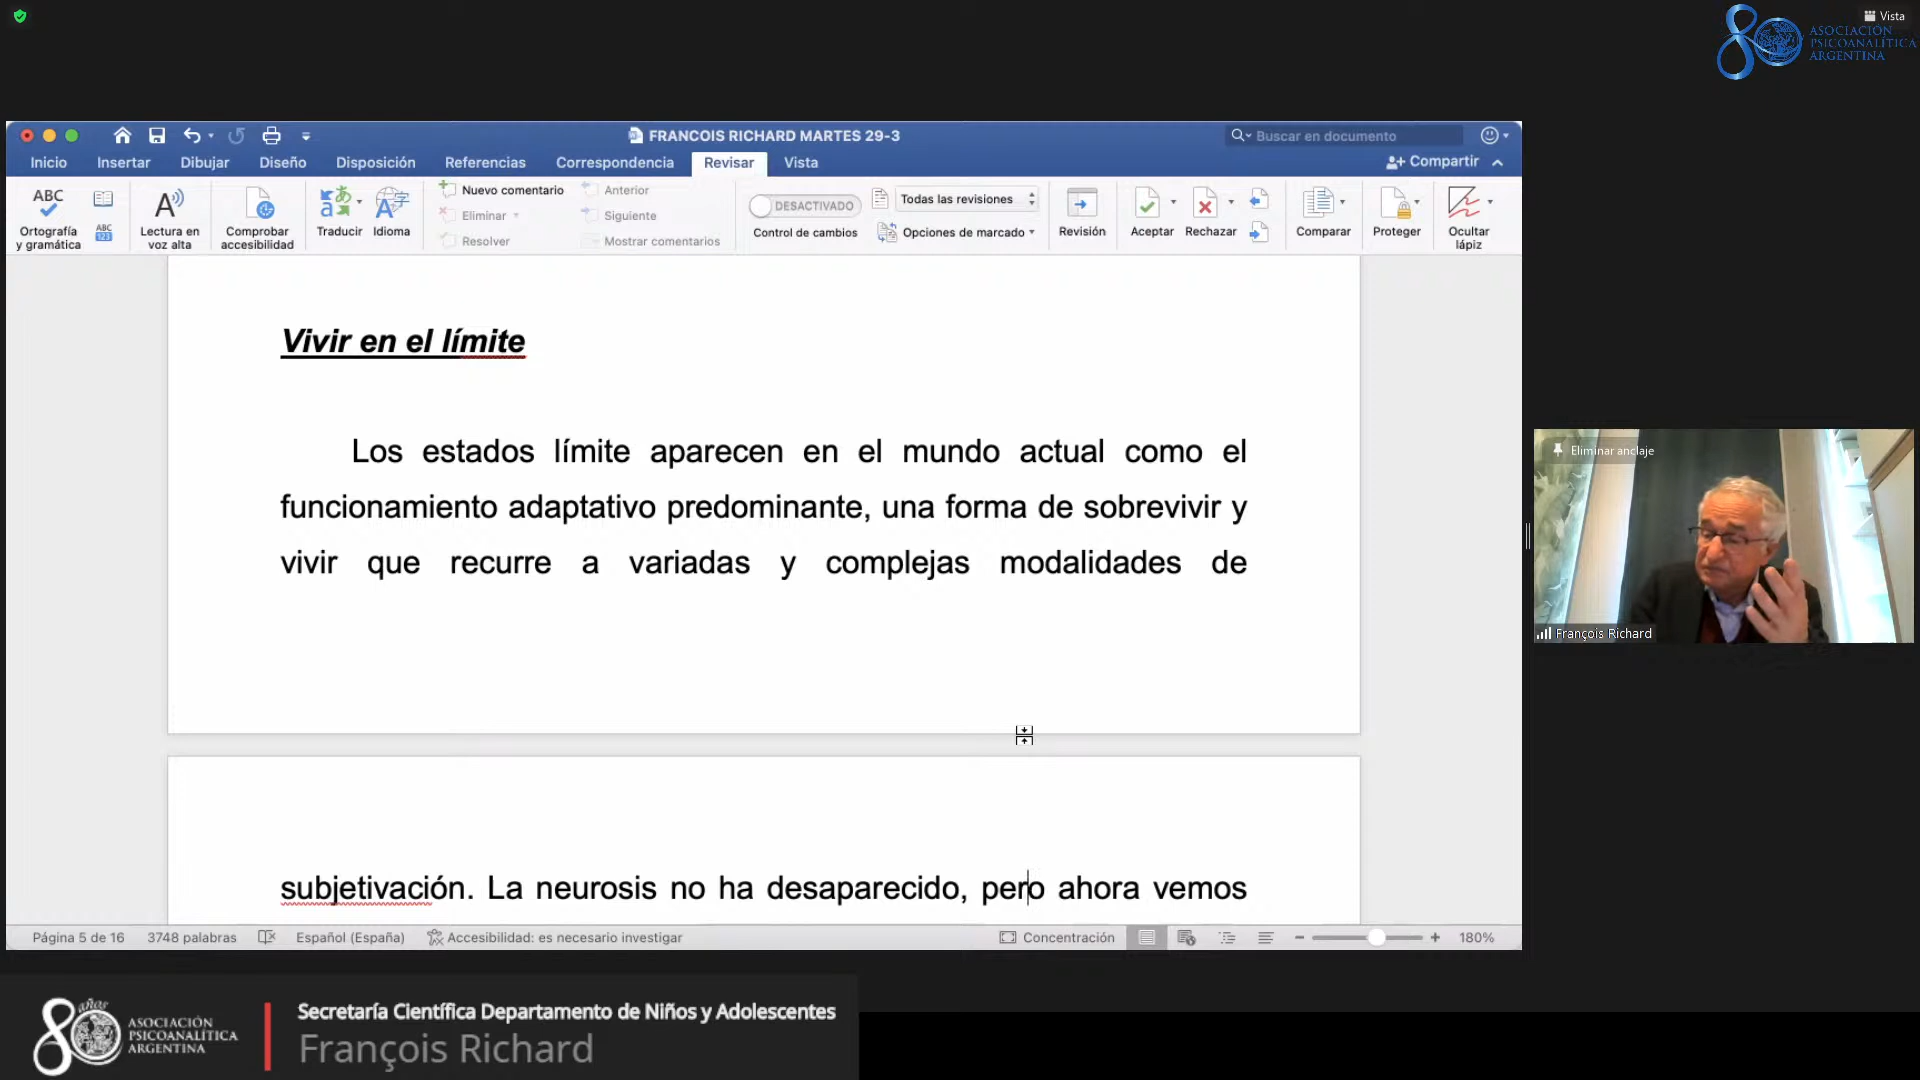 Vista
ASOCIACIÓN
PSICOANALÍTICA
ARGENTINA
FRANCOIS RICHARD MARTES 29-3
Buscar en documento
Inicio
Insertar
Dibujar
Diseño
Disposición
Referencias
Correspondencia
Revisar
Vista
Compartir
ABC
Ortografía
y gramática
ABC
123
Lectura en
voz alta
Comprobar
accesibilidad
Traducir
Idioma
Nuevo comentario
Eliminar
Resolver
Anterior
Siguiente
Mostrar comentarios
DESACTIVADO
Control de cambios
Todas las revisiones
Opciones de marcado
Revisión
Aceptar
Rechazar
Comparar
Proteger
Ocultar
lápiz
Vivir en el límite
Los estados límite aparecen en el mundo actual como el
funcionamiento adaptativo predominante, una forma de sobrevivir y
vivir que recurre a variadas y complejas modalidades de
subjetivación. La neurosis no ha desaparecido, pero ahora vemos
Eliminar anclaje
François Richard
Página 5 de 16
3748 palabras
Español (España)
Accesibilidad: es necesario investigar
Concentración
180%
80 años
ASOCIACIÓN
PSICOANALÍTICA
ARGENTINA
Secretaría Científica Departamento de Niños y Adolescentes
François Richard